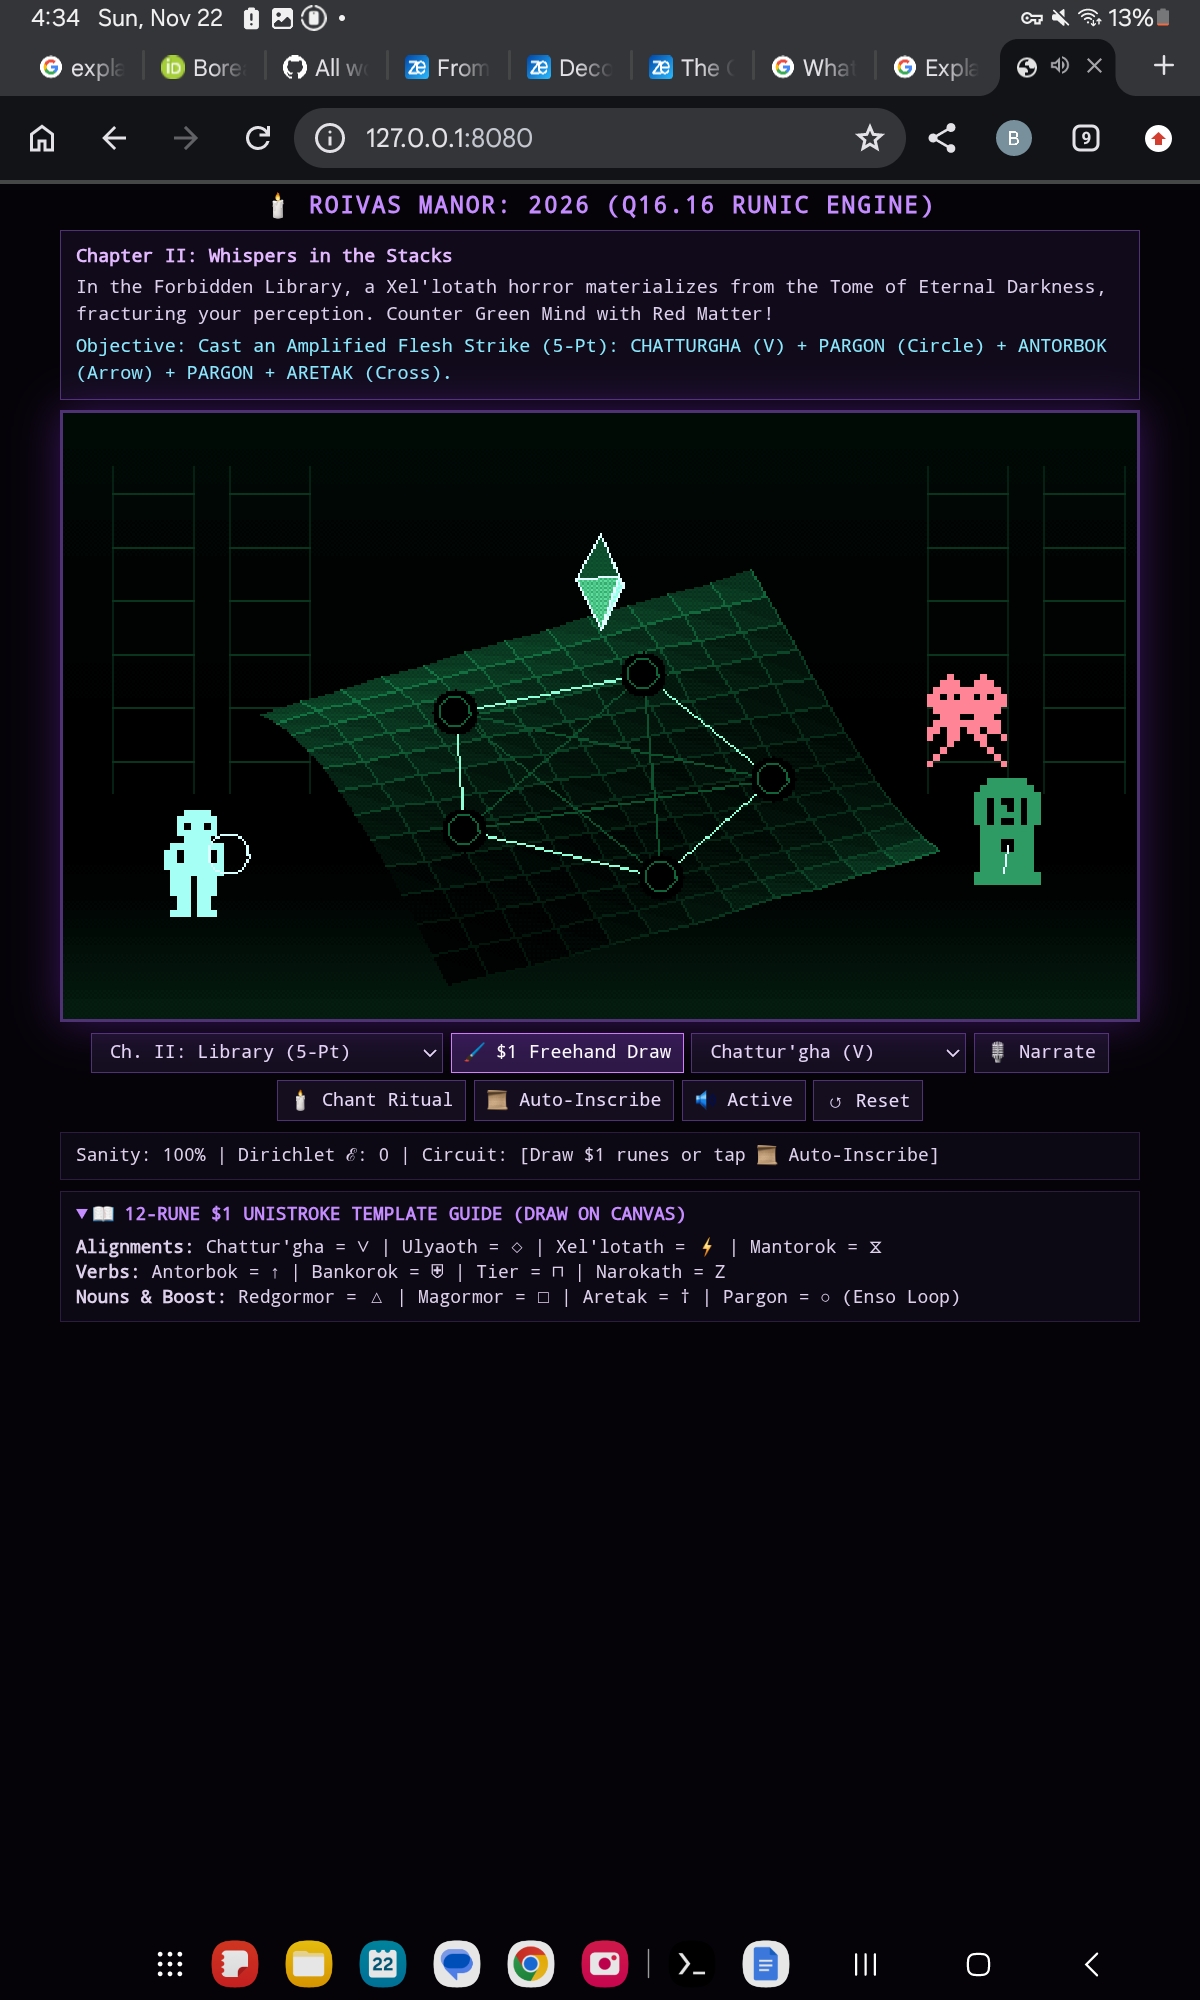 4:34 Sun, Nov 22 13%
expla Bore All wo From Deco The What Expla
127.0.0.1:8080 B 9
ROIVAS MANOR: 2026 (Q16.16 RUNIC ENGINE)
Chapter II: Whispers in the Stacks
In the Forbidden Library, a Xel'lotath horror materializes from the Tome of Eternal Darkness,
fracturing your perception. Counter Green Mind with Red Matter!
Objective: Cast an Amplified Flesh Strike (5-Pt): CHATTURGHA (V) + PARGON (Circle) + ANTORBOK
(Arrow) + PARGON + ARETAK (Cross).
Ch. II: Library (5-Pt) 🖌️ $1 Freehand Draw Chattur'gha (V) 🎙️ Narrate
🕯️ Chant Ritual 📜 Auto-Inscribe 🔈 Active ↺ Reset
Sanity: 100% | Dirichlet ℰ: 0 | Circuit: [Draw $1 runes or tap 📜 Auto-Inscribe]
▼📖 12-RUNE $1 UNISTROKE TEMPLATE GUIDE (DRAW ON CANVAS)
Alignments: Chattur'gha = V | Ulyaoth = ◇ | Xel'lotath = ⚡ | Mantorok = ⧖
Verbs: Antorbok = ↑ | Bankorok = ⛨ | Tier = ⊓ | Narokath = Z
Nouns & Boost: Redgormor = △ | Magormor = □ | Aretak = † | Pargon = ○ (Enso Loop)
22